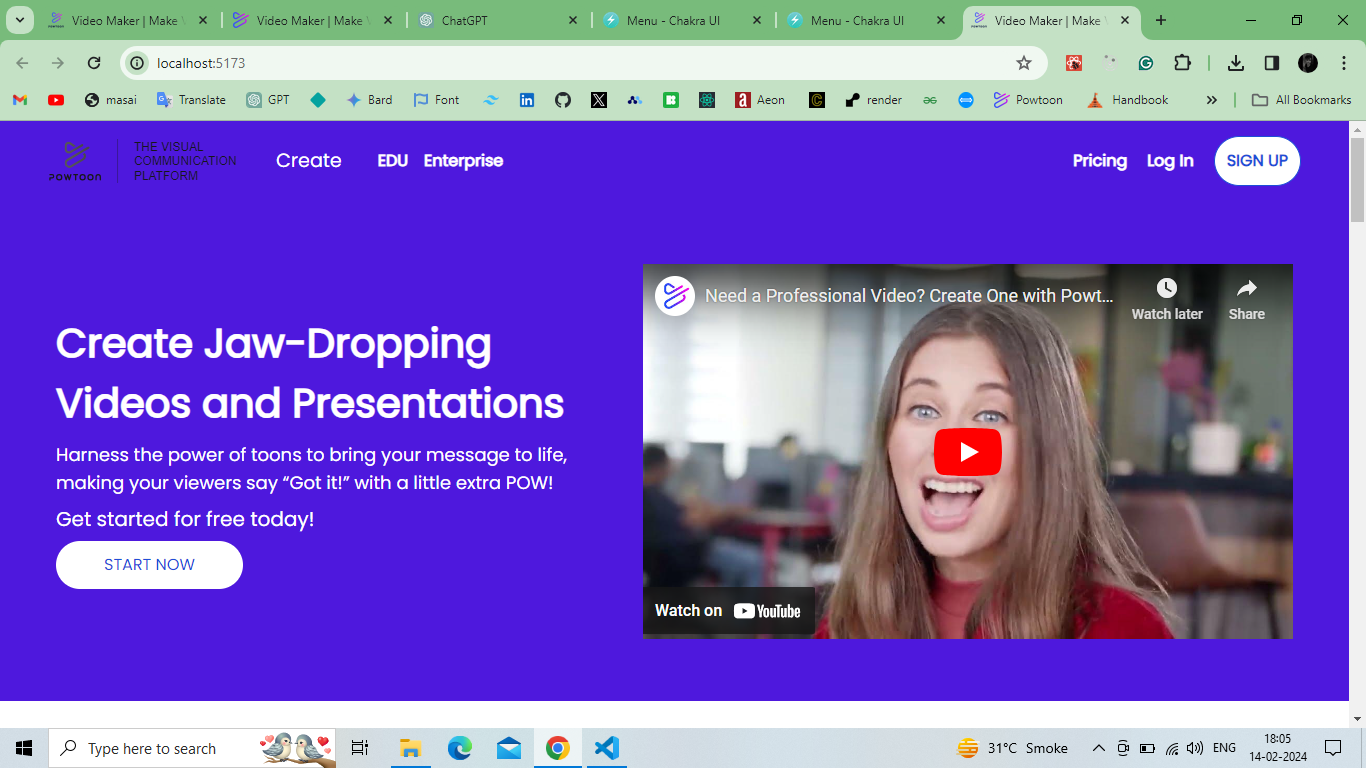 Video Maker | Make V
Video Maker | Make V
ChatGPT
Menu - Chakra UI
Menu - Chakra UI
Video Maker | Make V
localhost:5173
masai
Translate
GPT
Bard
Font
Aeon
render
Powtoon
Handbook
All Bookmarks
POWTOON
THE VISUAL
COMMUNICATION
PLATFORM
Create
EDU
Enterprise
Pricing
Log In
SIGN UP
Create Jaw-Dropping
Videos and Presentations
Harness the power of toons to bring your message to life,
making your viewers say “Got it!” with a little extra POW!
Get started for free today!
START NOW
Need a Professional Video? Create One with Powt...
Watch later
Share
Watch on YouTube
Type here to search
31°C Smoke
ENG
18:05
14-02-2024